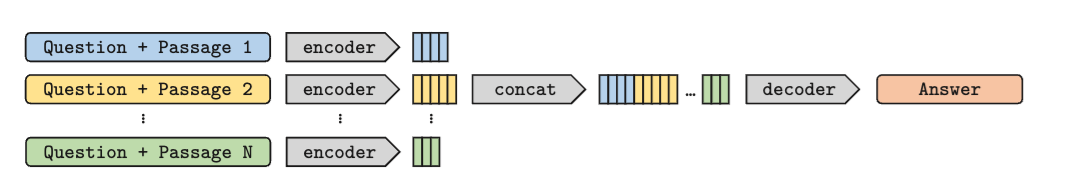 Question + Passage 1 encoder
Question + Passage 2 encoder concat ... decoder Answer
Question + Passage N encoder